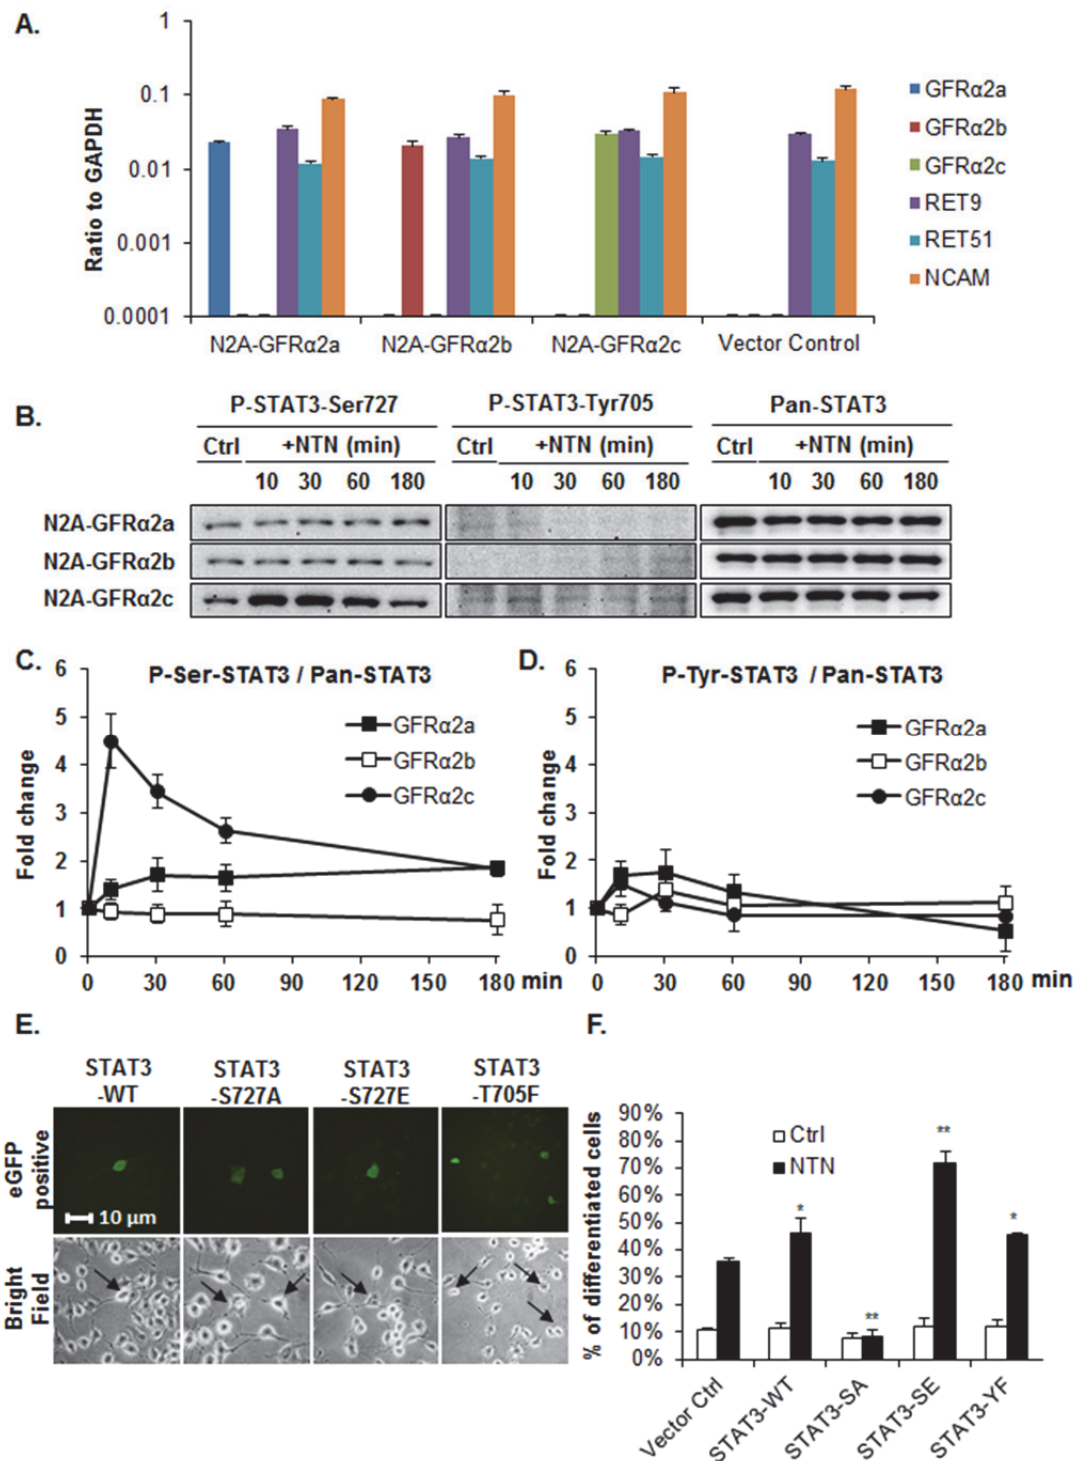 A.
1
0.1
0.01
0.001
0.0001
Ratio to GAPDH
N2A-GFRα2a
N2A-GFRα2b
N2A-GFRα2c
Vector Control
GFRα2a
GFRα2b
GFRα2c
RET9
RET51
NCAM
B.
P-STAT3-Ser727 P-STAT3-Tyr705 Pan-STAT3
Ctrl +NTN (min) Ctrl +NTN (min) Ctrl +NTN (min)
10 30 60 180 10 30 60 180 10 30 60 180
N2A-GFRα2a
N2A-GFRα2b
N2A-GFRα2c
C.
P-Ser-STAT3 / Pan-STAT3
6
5
4
3
2
1
0
Fold change
GFRα2a
GFRα2b
GFRα2c
0 30 60 90 120 150 180 min
D.
P-Tyr-STAT3 / Pan-STAT3
6
5
4
3
2
1
0
Fold change
GFRα2a
GFRα2b
GFRα2c
0 30 60 90 120 150 180 min
E.
STAT3
-WT
STAT3
-S727A
STAT3
-S727E
STAT3
-T705F
eGFP
positive
10 µm
Bright
Field
F.
90%
80%
70%
60%
50%
40%
30%
20%
10%
0%
% of differentiated cells
Ctrl
NTN
*
**
**
*
Vector Ctrl
STAT3-WT
STAT3-SA
STAT3-SE
STAT3-YF